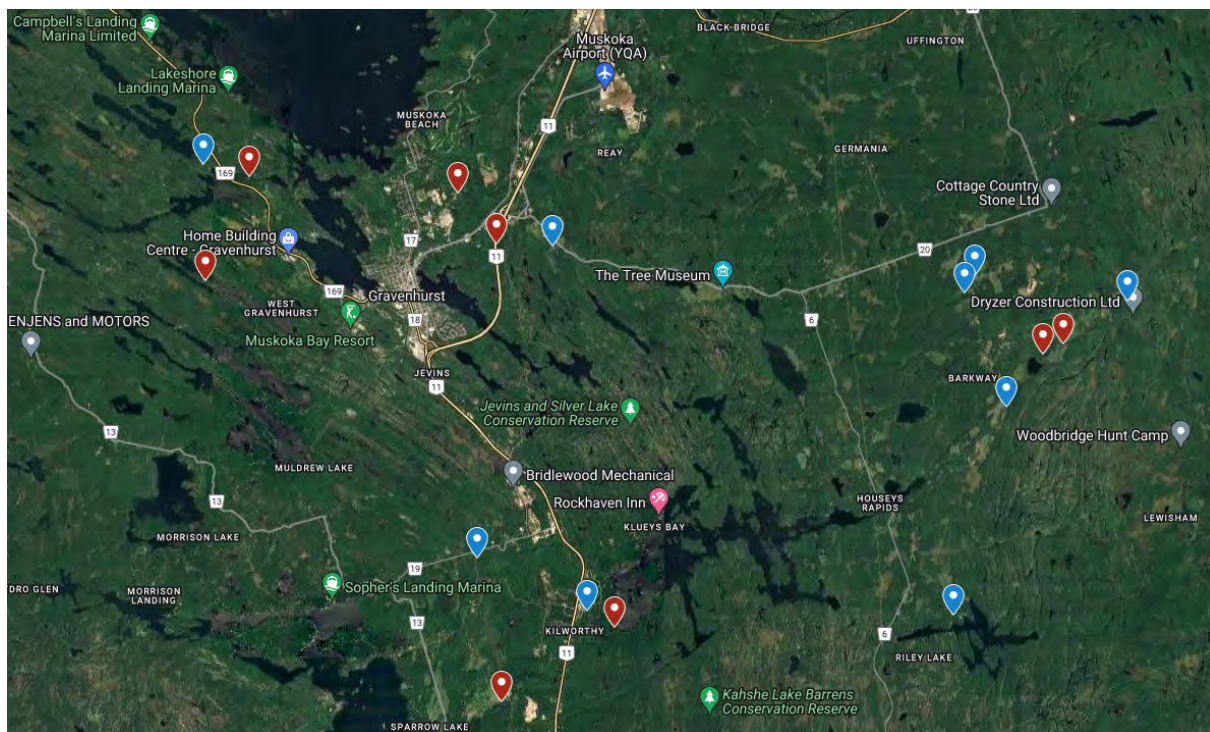 Campbell's Landing
Marina Limited
BLACK-BRIDGE
UFFINGTON
Muskoka
Airport (YQA)
Lakeshore
Landing Marina
MUSKOKA
BEACH
11
REAY
GERMANIA
169
Cottage Country
Stone Ltd
Home Building
Centre - Gravenhurst
17
11
20
The Tree Museum
169
Gravenhurst
WEST
GRAVENHURST
Dryzer Construction Ltd
ENJENS and MOTORS
18
6
Muskoka Bay Resort
JEVINS
11
BARKWAY
Jevins and Silver Lake
Conservation Reserve
13
Woodbridge Hunt Camp
MULDREW LAKE
Bridlewood Mechanical
13
Rockhaven Inn
HOUSEYS
RAPIDS
KLUEYS BAY
LEWISHAM
MORRISON LAKE
19
DRO GLEN
MORRISON
LANDING
Sopher's Landing Marina
13
KILWORTHY
6
11
RILEY LAKE
Kahshe Lake Barrens
Conservation Reserve
SPARROW LAKE